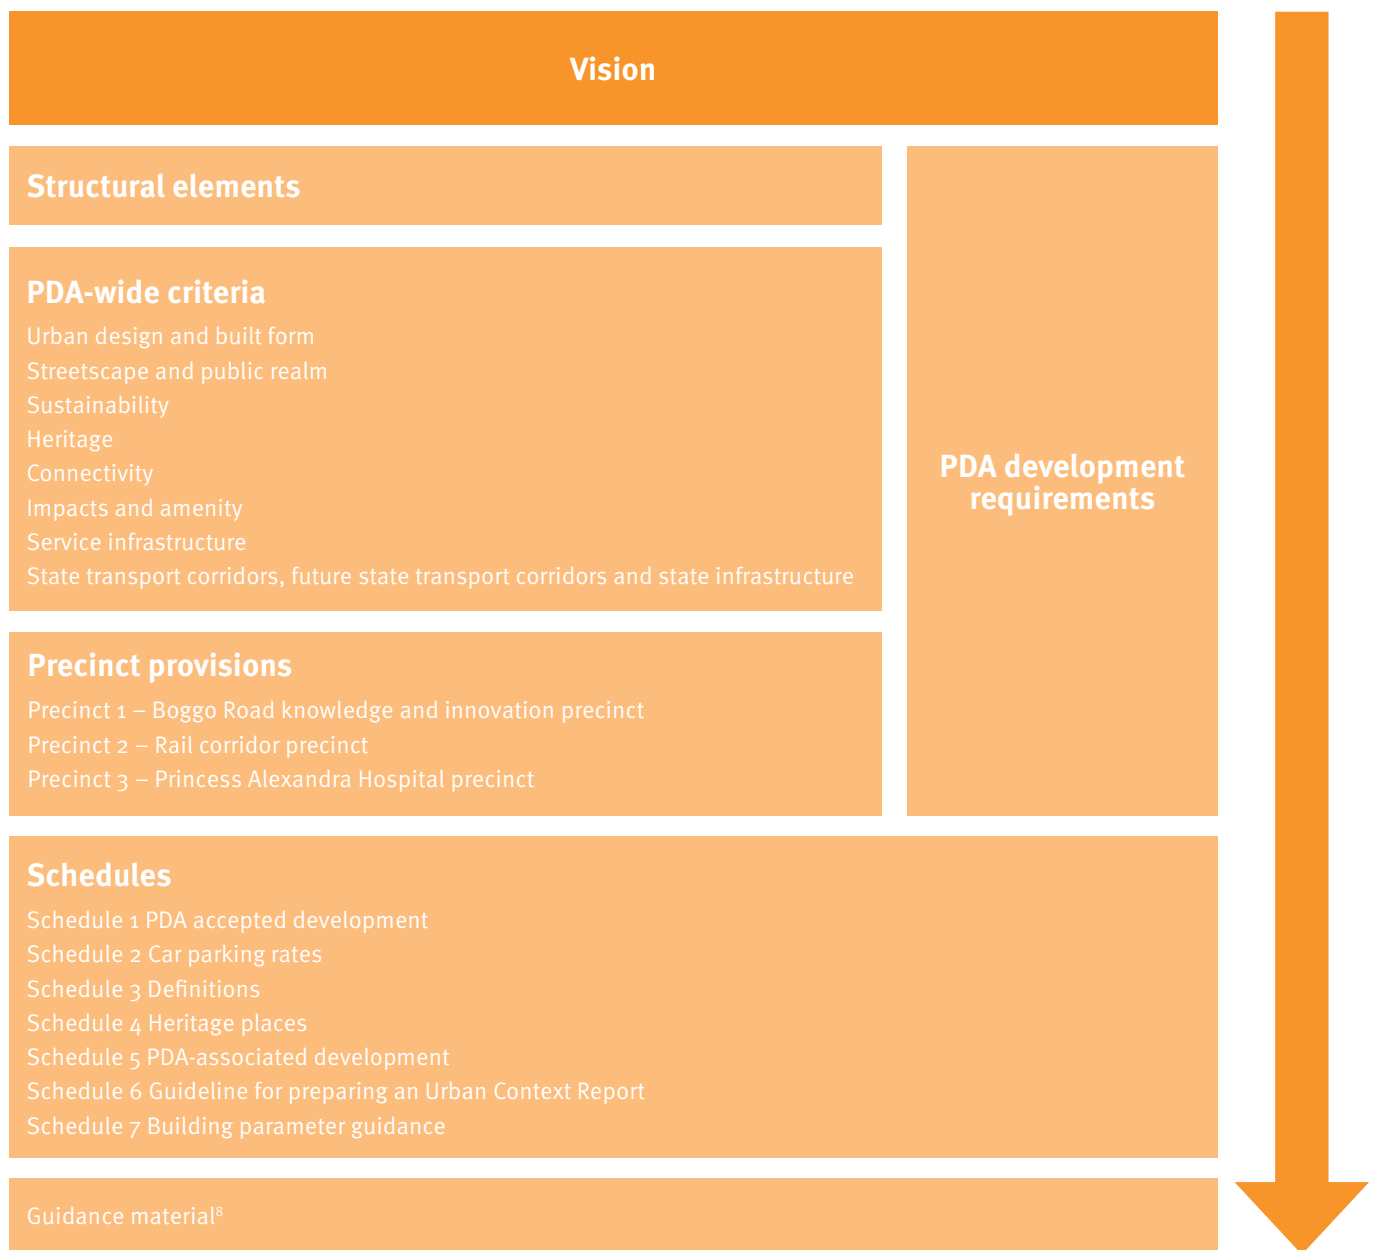 Vision
Structural elements
PDA-wide criteria
Urban design and built form
Streetscape and public realm
Sustainability
Heritage
Connectivity
Impacts and amenity
Service infrastructure
State transport corridors, future state transport corridors and state infrastructure
Precinct provisions
Precinct 1 – Boggo Road knowledge and innovation precinct
Precinct 2 – Rail corridor precinct
Precinct 3 – Princess Alexandra Hospital precinct
PDA development
requirements
Schedules
Schedule 1 PDA accepted development
Schedule 2 Car parking rates
Schedule 3 Definitions
Schedule 4 Heritage places
Schedule 5 PDA-associated development
Schedule 6 Guideline for preparing an Urban Context Report
Schedule 7 Building parameter guidance
Guidance material⁸